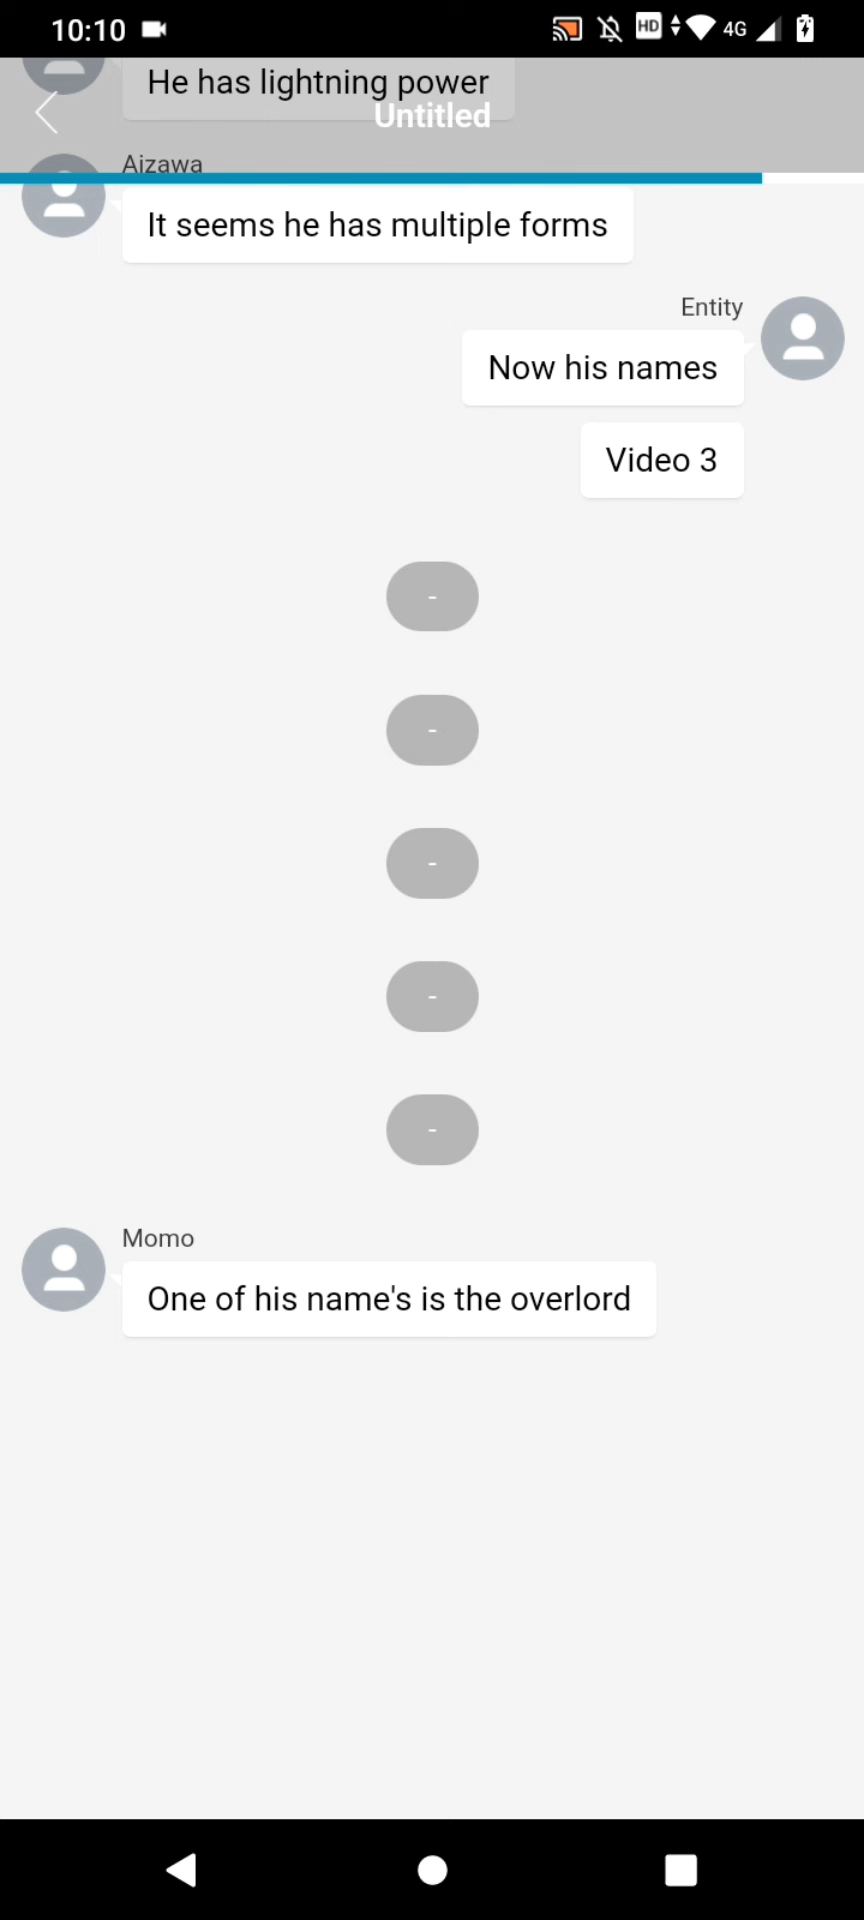 10:10
HD
4G
He has lightning power
Untitled
Aizawa
It seems he has multiple forms
Entity
Now his names
Video 3
-
-
-
-
-
Momo
One of his name's is the overlord